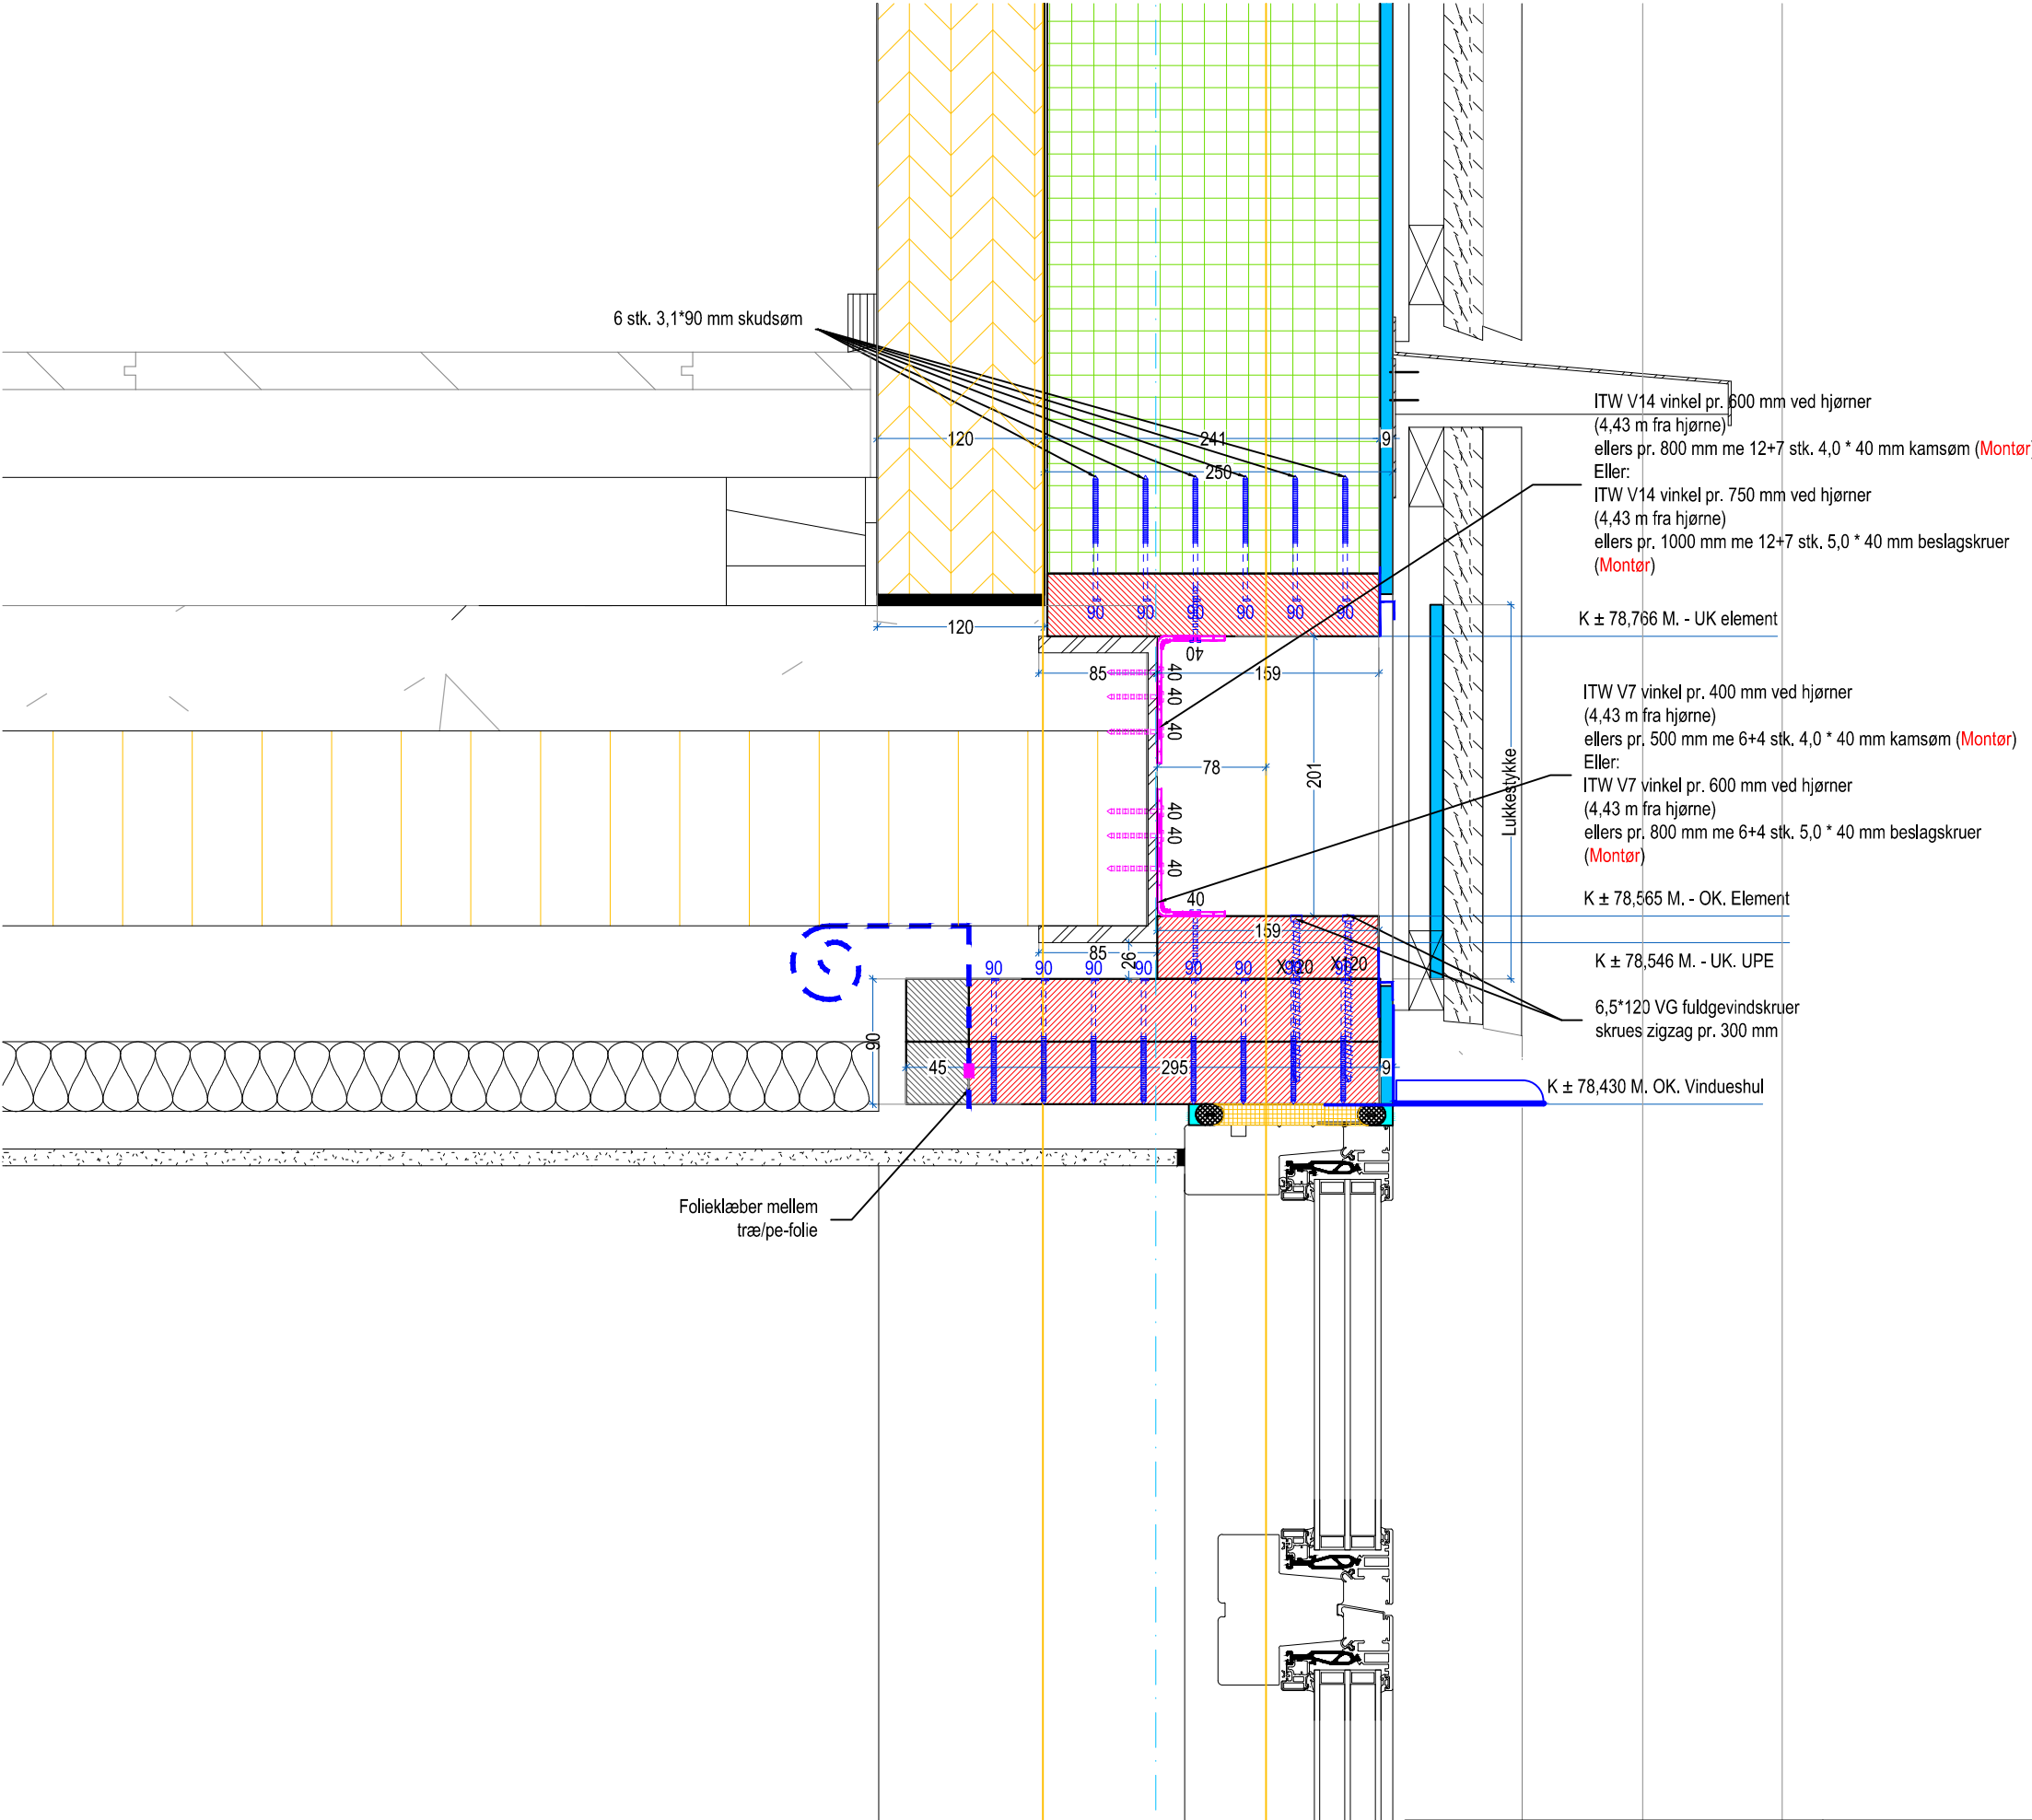 6 stk. 3,1*90 mm skudsøm
120
241
9
250
ITW V14 vinkel pr. 600 mm ved hjørner
(4,43 m fra hjørne)
ellers pr. 800 mm me 12+7 stk. 4,0 * 40 mm kamsøm (Montør)
Eller:
ITW V14 vinkel pr. 750 mm ved hjørner
(4,43 m fra hjørne)
ellers pr. 1000 mm me 12+7 stk. 5,0 * 40 mm beslagskruer
(Montør)
90 90 90 90 90 90
120
K ± 78,766 M. - UK element
40
85
40
40
40
159
78
201
Lukkestykke
ITW V7 vinkel pr. 400 mm ved hjørner
(4,43 m fra hjørne)
ellers pr. 500 mm me 6+4 stk. 4,0 * 40 mm kamsøm (Montør)
Eller:
ITW V7 vinkel pr. 600 mm ved hjørner
(4,43 m fra hjørne)
ellers pr. 800 mm me 6+4 stk. 5,0 * 40 mm beslagskruer
(Montør)
40
40
40
40
K ± 78,565 M. - OK. Element
159
85
26
90 90 90 90 90 90 X120 90 X120
K ± 78,546 M. - UK. UPE
6,5*120 VG fuldgevindskruer
skrues zigzag pr. 300 mm
90
45
295
9
K ± 78,430 M. OK. Vindueshul
Folieklæber mellem
træ/pe-folie